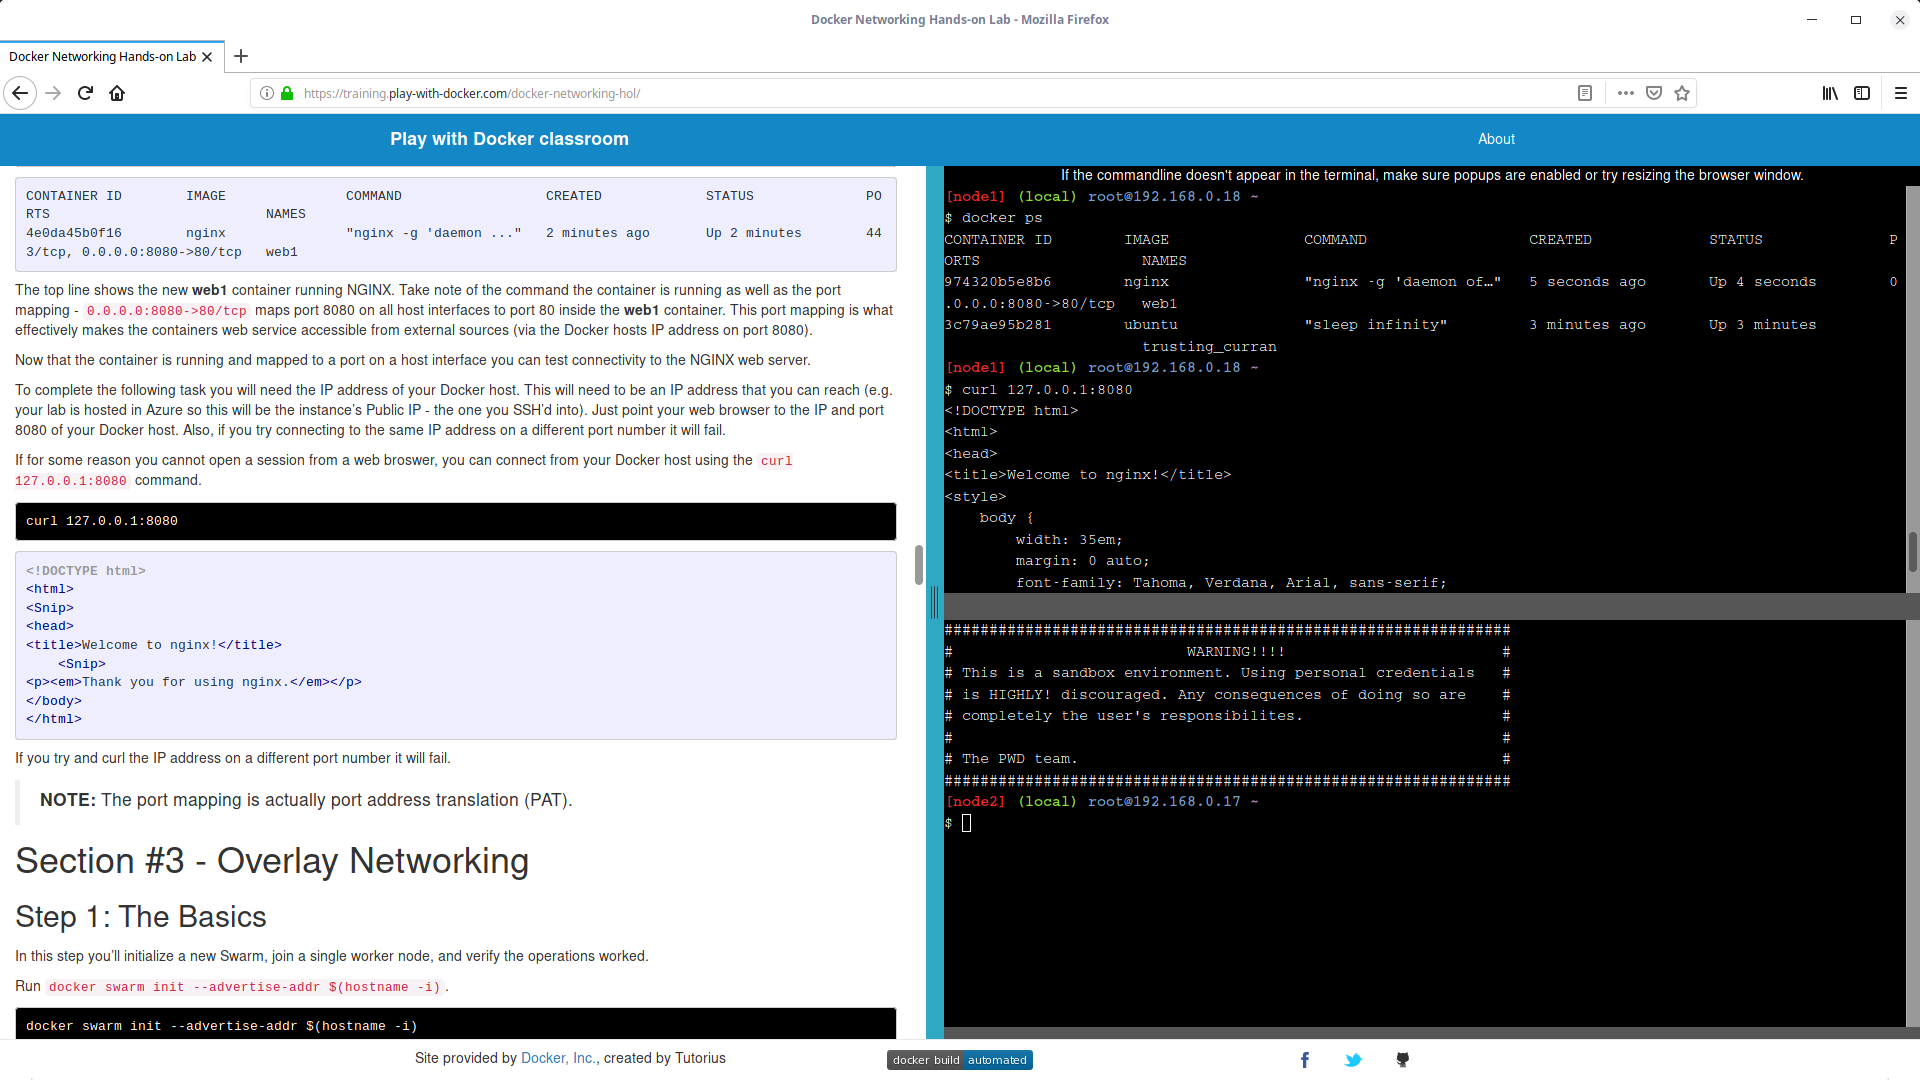 Docker Networking Hands-on Lab - Mozilla Firefox
Docker Networking Hands-on Lab
https://training.play-with-docker.com/docker-networking-hol/
Play with Docker classroom
About
CONTAINER ID        IMAGE               COMMAND                  CREATED             STATUS              PO
RTS                           NAMES
4e0da45b0f16        nginx               "nginx -g 'daemon ..."   2 minutes ago       Up 2 minutes        44
3/tcp, 0.0.0.0:8080->80/tcp   web1
The top line shows the new web1 container running NGINX. Take note of the command the container is running as well as the port
mapping - 0.0.0.0:8080->80/tcp maps port 8080 on all host interfaces to port 80 inside the web1 container. This port mapping is what
effectively makes the containers web service accessible from external sources (via the Docker hosts IP address on port 8080).
Now that the container is running and mapped to a port on a host interface you can test connectivity to the NGINX web server.
To complete the following task you will need the IP address of your Docker host. This will need to be an IP address that you can reach (e.g.
your lab is hosted in Azure so this will be the instance's Public IP - the one you SSH'd into). Just point your web browser to the IP and port
8080 of your Docker host. Also, if you try connecting to the same IP address on a different port number it will fail.
If for some reason you cannot open a session from a web broswer, you can connect from your Docker host using the curl
127.0.0.1:8080 command.
curl 127.0.0.1:8080
<!DOCTYPE html>
<html>
<Snip>
<head>
<title>Welcome to nginx!</title>
    <Snip>
<p><em>Thank you for using nginx.</em></p>
</body>
</html>
If you try and curl the IP address on a different port number it will fail.
NOTE: The port mapping is actually port address translation (PAT).
Section #3 - Overlay Networking
Step 1: The Basics
In this step you'll initialize a new Swarm, join a single worker node, and verify the operations worked.
Run docker swarm init --advertise-addr $(hostname -i).
docker swarm init --advertise-addr $(hostname -i)
If the commandline doesn't appear in the terminal, make sure popups are enabled or try resizing the browser window.
[node1] (local) root@192.168.0.18 ~
$ docker ps
CONTAINER ID        IMAGE               COMMAND                  CREATED             STATUS              P
ORTS                  NAMES
974320b5e8b6        nginx               "nginx -g 'daemon of…"   5 seconds ago       Up 4 seconds        0
.0.0.0:8080->80/tcp   web1
3c79ae95b281        ubuntu              "sleep infinity"         3 minutes ago       Up 3 minutes
                      trusting_curran
[node1] (local) root@192.168.0.18 ~
$ curl 127.0.0.1:8080
<!DOCTYPE html>
<html>
<head>
<title>Welcome to nginx!</title>
<style>
    body {
        width: 35em;
        margin: 0 auto;
        font-family: Tahoma, Verdana, Arial, sans-serif;
###############################################################
#                          WARNING!!!!                        #
# This is a sandbox environment. Using personal credentials   #
# is HIGHLY! discouraged. Any consequences of doing so are    #
# completely the user's responsibilites.                      #
#                                                             #
# The PWD team.                                               #
###############################################################
[node2] (local) root@192.168.0.17 ~
$
Site provided by Docker, Inc., created by Tutorius
docker build automated